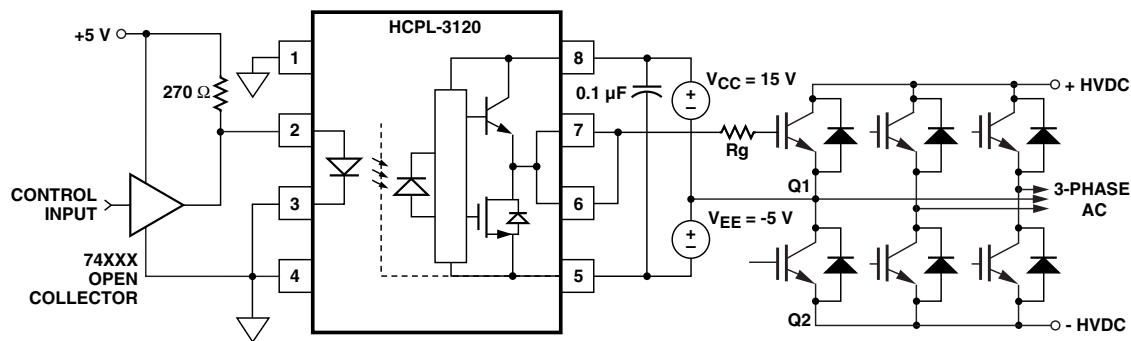 HCPL-3120
+5 V
270 Ω
1
2
3
4
8
7
6
5
CONTROL
INPUT
74XXX
OPEN
COLLECTOR
0.1 µF
VCC = 15 V
+
–
VEE = -5 V
+
–
Rg
Q1
Q2
+ HVDC
3-PHASE
AC
- HVDC